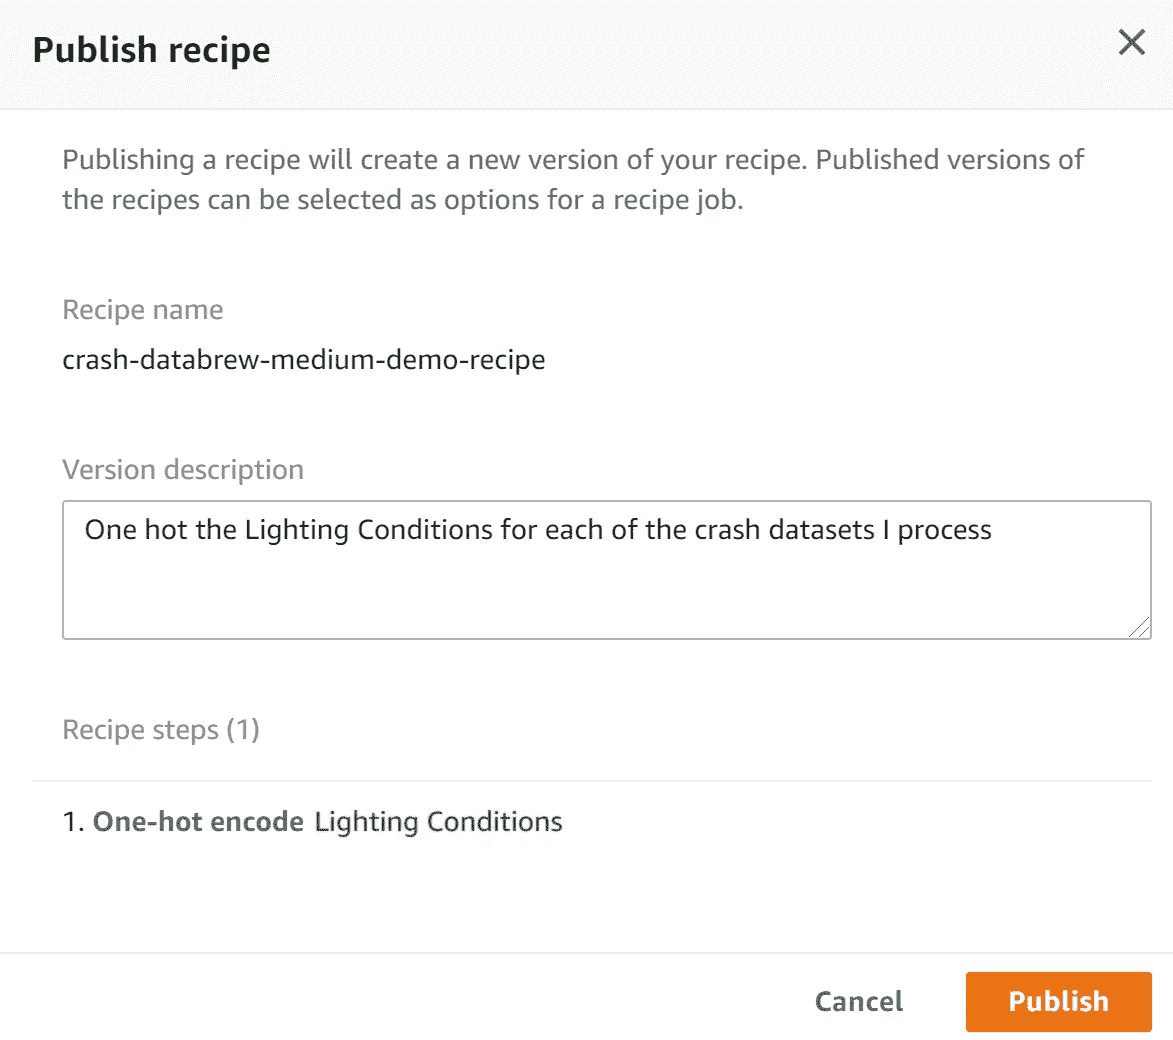 Publish recipe
Publishing a recipe will create a new version of your recipe. Published versions of
the recipes can be selected as options for a recipe job.
Recipe name
crash-databrew-medium-demo-recipe
Version description
One hot the Lighting Conditions for each of the crash datasets I process
Recipe steps (1)
1. One-hot encode Lighting Conditions
Cancel Publish